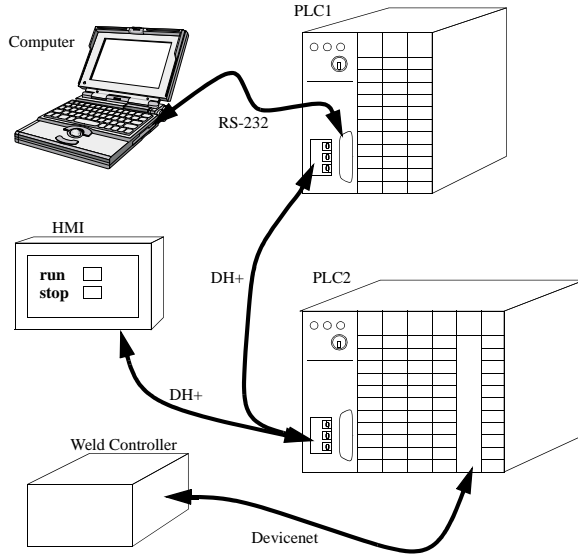 PLC1
Computer
RS-232
HMI
run
stop
DH+
PLC2
DH+
Weld Controller
Devicenet